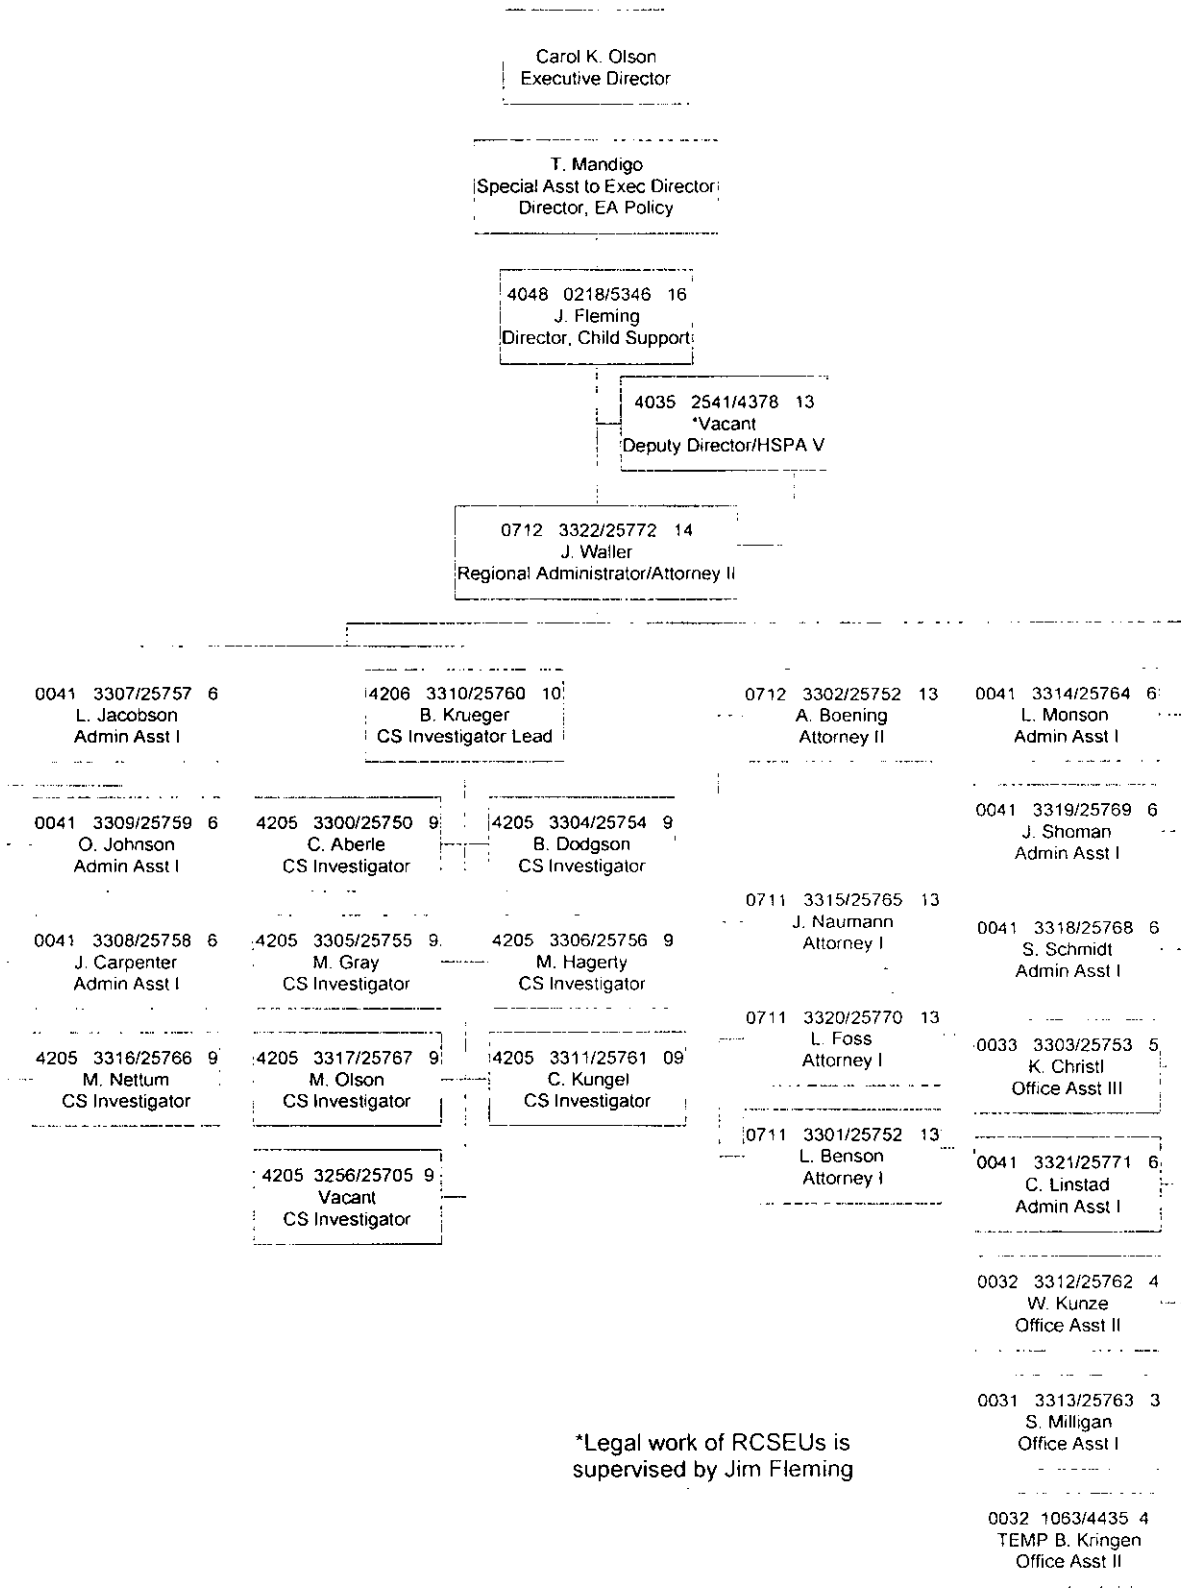 Carol K. Olson
Executive Director
T. Mandigo
Special Asst to Exec Director
Director, EA Policy
4048 0218/5346 16
J. Fleming
Director, Child Support
4035 2541/4378 13
*Vacant
Deputy Director/HSPA V
0712 3322/25772 14
J. Waller
Regional Administrator/Attorney II
0041 3307/25757 6
L. Jacobson
Admin Asst I
4206 3310/25760 10
B. Krueger
CS Investigator Lead
0712 3302/25752 13
A. Boening
Attorney II
0041 3314/25764 6
L. Monson
Admin Asst I
0041 3309/25759 6
O. Johnson
Admin Asst I
4205 3300/25750 9
C. Aberle
CS Investigator
4205 3304/25754 9
B. Dodgson
CS Investigator
0041 3319/25769 6
J. Shoman
Admin Asst I
0711 3315/25765 13
J. Naumann
Attorney I
0041 3308/25758 6
J. Carpenter
Admin Asst I
4205 3305/25755 9
M. Gray
CS Investigator
4205 3306/25756 9
M. Hagerty
CS Investigator
0041 3318/25768 6
S. Schmidt
Admin Asst I
0711 3320/25770 13
L. Foss
Attorney I
4205 3316/25766 9
M. Nettum
CS Investigator
4205 3317/25767 9
M. Olson
CS Investigator
4205 3311/25761 09
C. Kungel
CS Investigator
0033 3303/25753 5
K. Christl
Office Asst III
0711 3301/25752 13
L. Benson
Attorney I
4205 3256/25705 9
Vacant
CS Investigator
0041 3321/25771 6
C. Linstad
Admin Asst I
0032 3312/25762 4
W. Kunze
Office Asst II
0031 3313/25763 3
S. Milligan
Office Asst I
*Legal work of RCSEUs is
supervised by Jim Fleming
0032 1063/4435 4
TEMP B. Kringen
Office Asst II